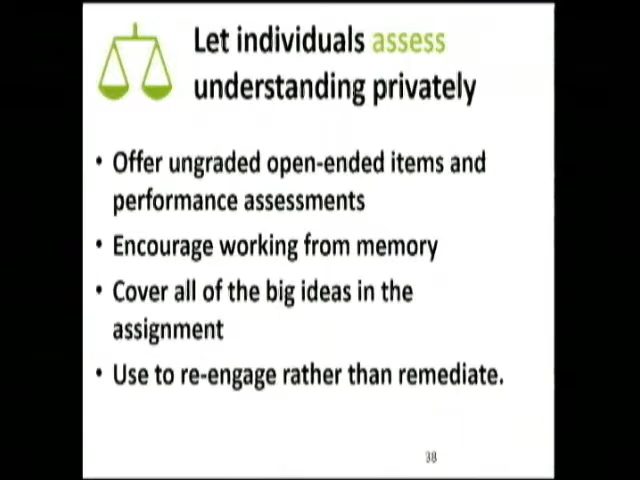 Let individuals assess
understanding privately
• Offer ungraded open-ended items and
performance assessments
• Encourage working from memory
• Cover all of the big ideas in the
assignment
• Use to re-engage rather than remediate.
38